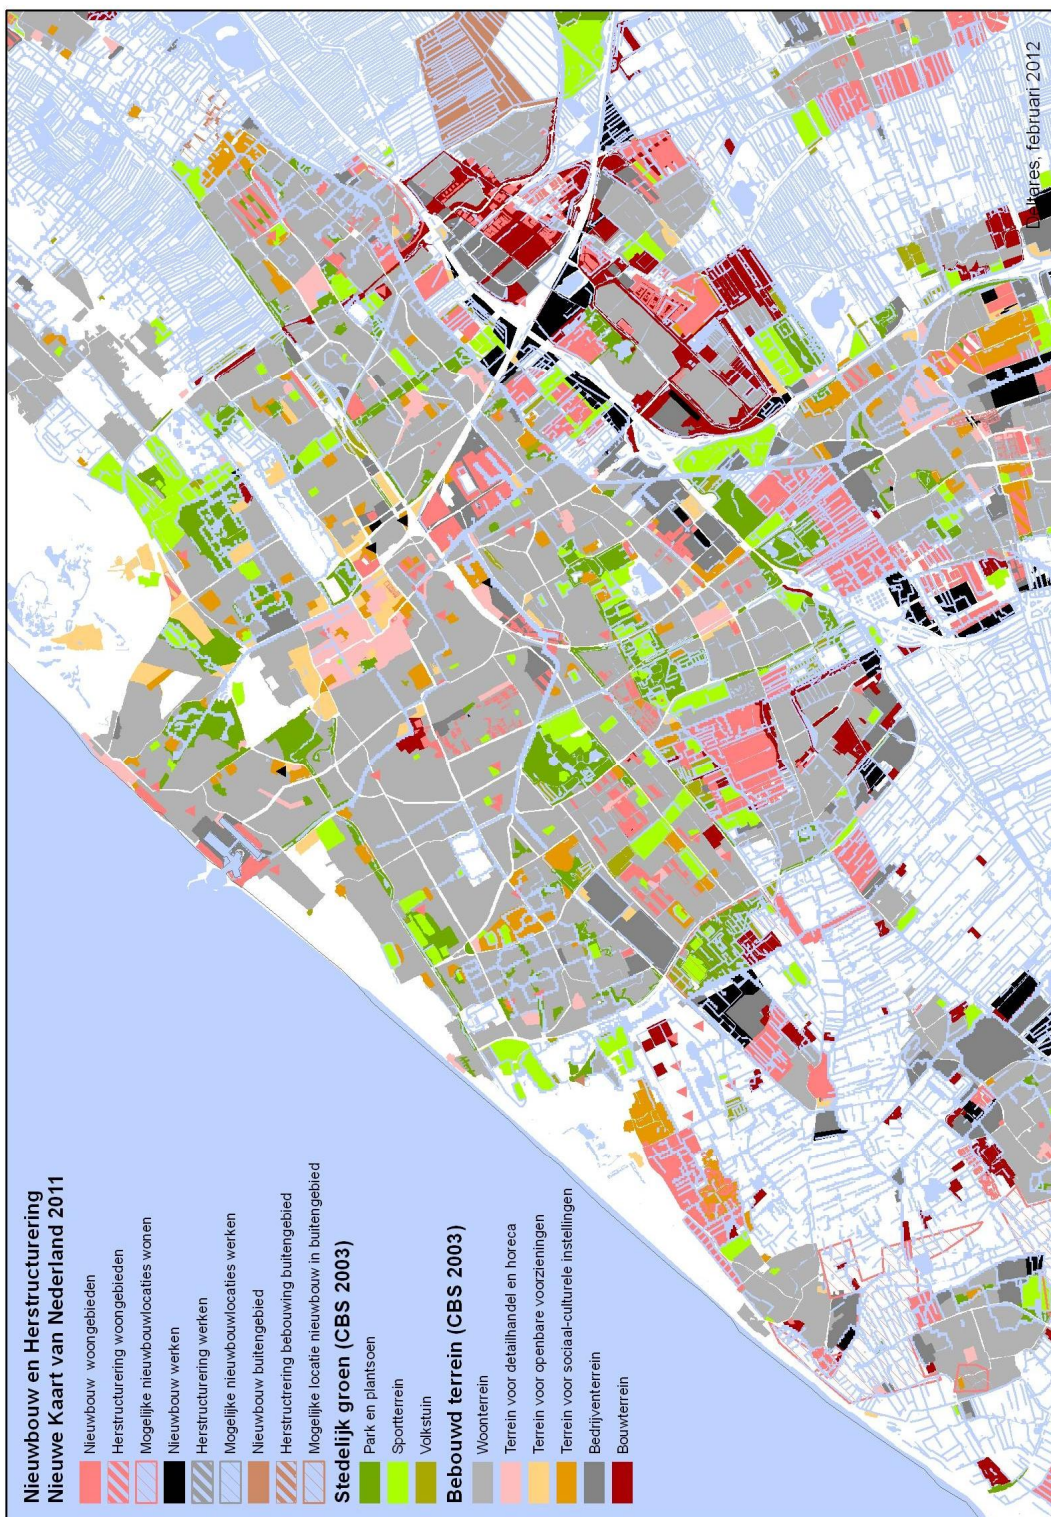 Nieuwbouw en Herstructurering
Nieuwe Kaart van Nederland 2011
Nieuwbouw woongebieden
Herstructurering woongebieden
Mogelijke nieuwbouwlocaties wonen
Nieuwbouw werken
Herstructurering werken
Mogelijke nieuwbouwlocaties werken
Nieuwbouw buitengebied
Herstructrering bebouwing buitengebied
Mogelijke locatie nieuwbouw in buitengebied
Stedelijk groen (CBS 2003)
Park en plantsoen
Sportterrein
Volkstuin
Bebouwd terrein (CBS 2003)
Woonterrein
Terrein voor detailhandel en horeca
Terrein voor openbare voorzieningen
Terrein voor sociaal-culturele instellingen
Bedrijventerrein
Bouwterrein
Deltares, februari 2012